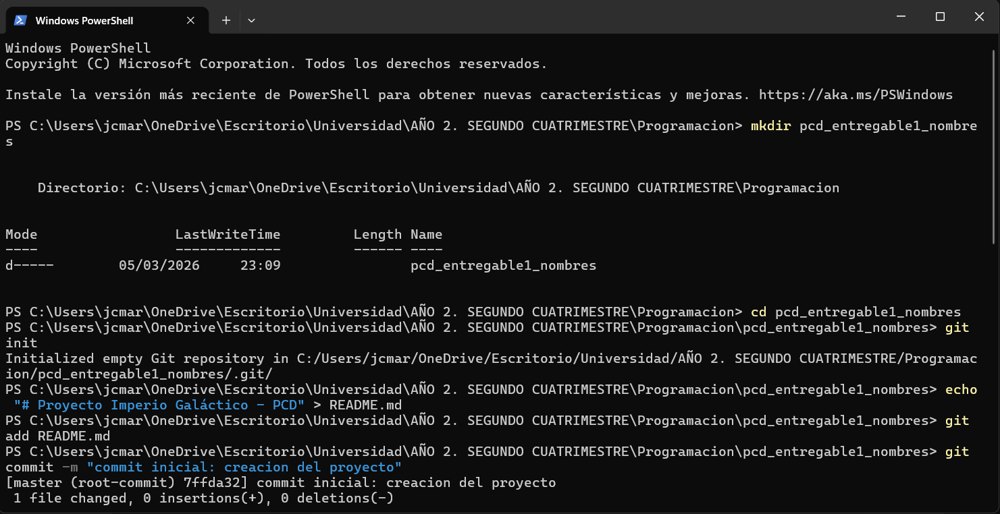 Windows PowerShell
Windows PowerShell
Copyright (C) Microsoft Corporation. Todos los derechos reservados.
Instale la versión más reciente de PowerShell para obtener nuevas características y mejoras. https://aka.ms/PSWindows
PS C:\Users\jcmar\OneDrive\Escritorio\Universidad\AÑO 2. SEGUNDO CUATRIMESTRE\Programacion> mkdir pcd_entregable1_nombre
s
    Directorio: C:\Users\jcmar\OneDrive\Escritorio\Universidad\AÑO 2. SEGUNDO CUATRIMESTRE\Programacion
Mode                 LastWriteTime         Length Name
----                 -------------         ------ ----
d-----        05/03/2026     23:09                pcd_entregable1_nombres
PS C:\Users\jcmar\OneDrive\Escritorio\Universidad\AÑO 2. SEGUNDO CUATRIMESTRE\Programacion> cd pcd_entregable1_nombres
PS C:\Users\jcmar\OneDrive\Escritorio\Universidad\AÑO 2. SEGUNDO CUATRIMESTRE\Programacion\pcd_entregable1_nombres> git
init
Initialized empty Git repository in C:/Users/jcmar/OneDrive/Escritorio/Universidad/AÑO 2. SEGUNDO CUATRIMESTRE/Programac
ion/pcd_entregable1_nombres/.git/
PS C:\Users\jcmar\OneDrive\Escritorio\Universidad\AÑO 2. SEGUNDO CUATRIMESTRE\Programacion\pcd_entregable1_nombres> echo
 "# Proyecto Imperio Galáctico - PCD" > README.md
PS C:\Users\jcmar\OneDrive\Escritorio\Universidad\AÑO 2. SEGUNDO CUATRIMESTRE\Programacion\pcd_entregable1_nombres> git
add README.md
PS C:\Users\jcmar\OneDrive\Escritorio\Universidad\AÑO 2. SEGUNDO CUATRIMESTRE\Programacion\pcd_entregable1_nombres> git
commit -m "commit inicial: creacion del proyecto"
[master (root-commit) 7ffda32] commit inicial: creacion del proyecto
 1 file changed, 0 insertions(+), 0 deletions(-)